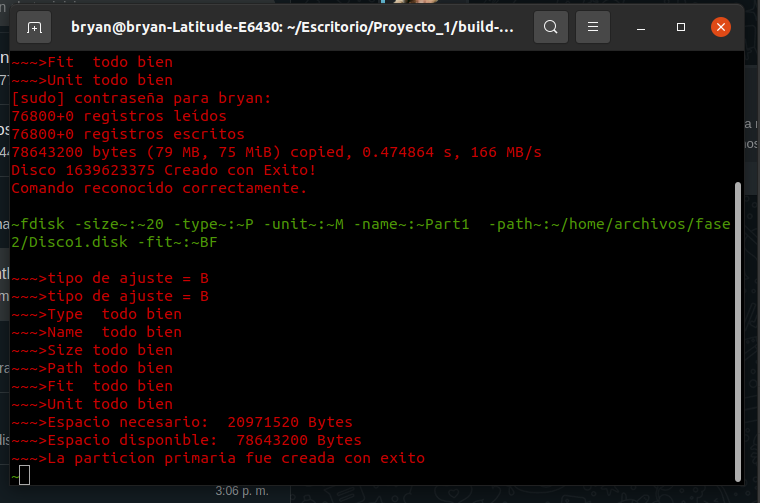 bryan@bryan-Latitude-E6430: ~/Escritorio/Proyecto_1/build-...
~~~>Fit  todo bien
~~~>Unit todo bien
[sudo] contraseña para bryan:
76800+0 registros leídos
76800+0 registros escritos
78643200 bytes (79 MB, 75 MiB) copied, 0.474864 s, 166 MB/s
Disco 1639623375 Creado con Exito!
Comando reconocido correctamente.
~fdisk -size~:~20 -type~:~P -unit~:~M -name~:~Part1  -path~:~/home/archivos/fase
2/Disco1.disk -fit~:~BF
~~~>tipo de ajuste = B
~~~>tipo de ajuste = B
~~~>Type  todo bien
~~~>Name  todo bien
~~~>Size todo bien
~~~>Path todo bien
~~~>Fit  todo bien
~~~>Unit todo bien
~~~>Espacio necesario:  20971520 Bytes
~~~>Espacio disponible:  78643200 Bytes
~~~>La particion primaria fue creada con exito
~
3:06 p. m.